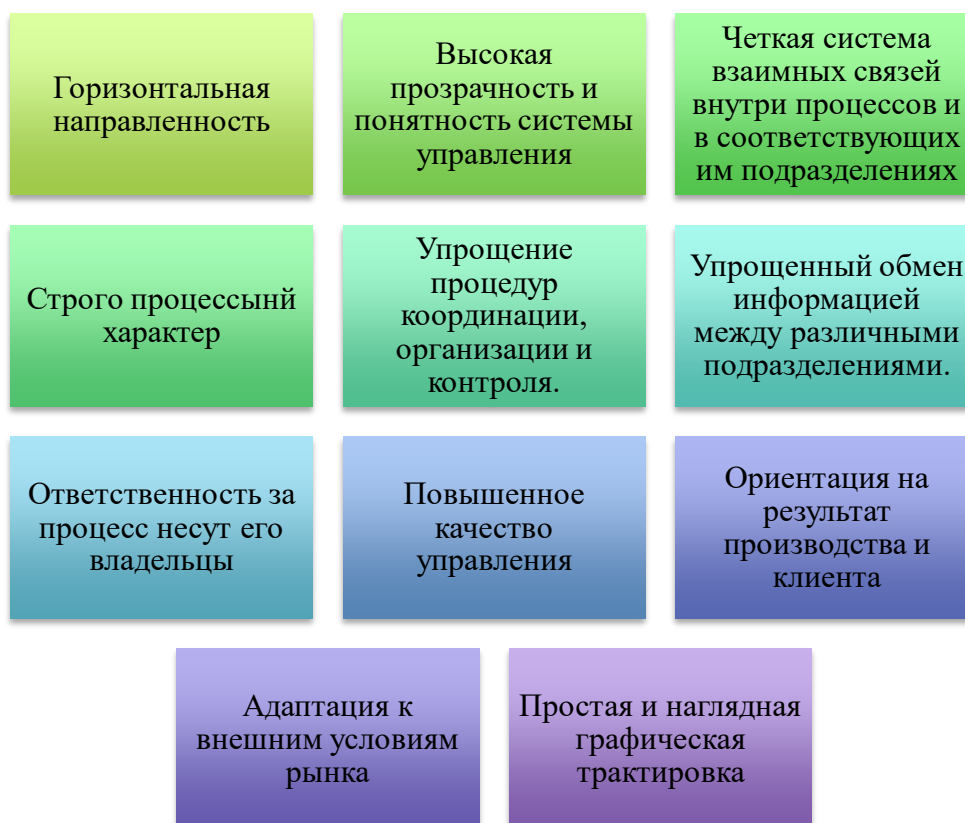 Горизонтальная
направленность
Высокая
прозрачность и
понятность системы
управления
Четкая система
взаимных связей
внутри процессов и
в соответствующих
им подразделениях
Строго процессынй
характер
Упрощение
процедур
координации,
организации и
контроля.
Упрощенный обмен
информацией
между различными
подразделениями.
Ответственность за
процесс несут его
владельцы
Повышенное
качество
управления
Ориентация на
результат
производства и
клиента
Адаптация к
внешним условиям
рынка
Простая и наглядная
графическая
трактировка